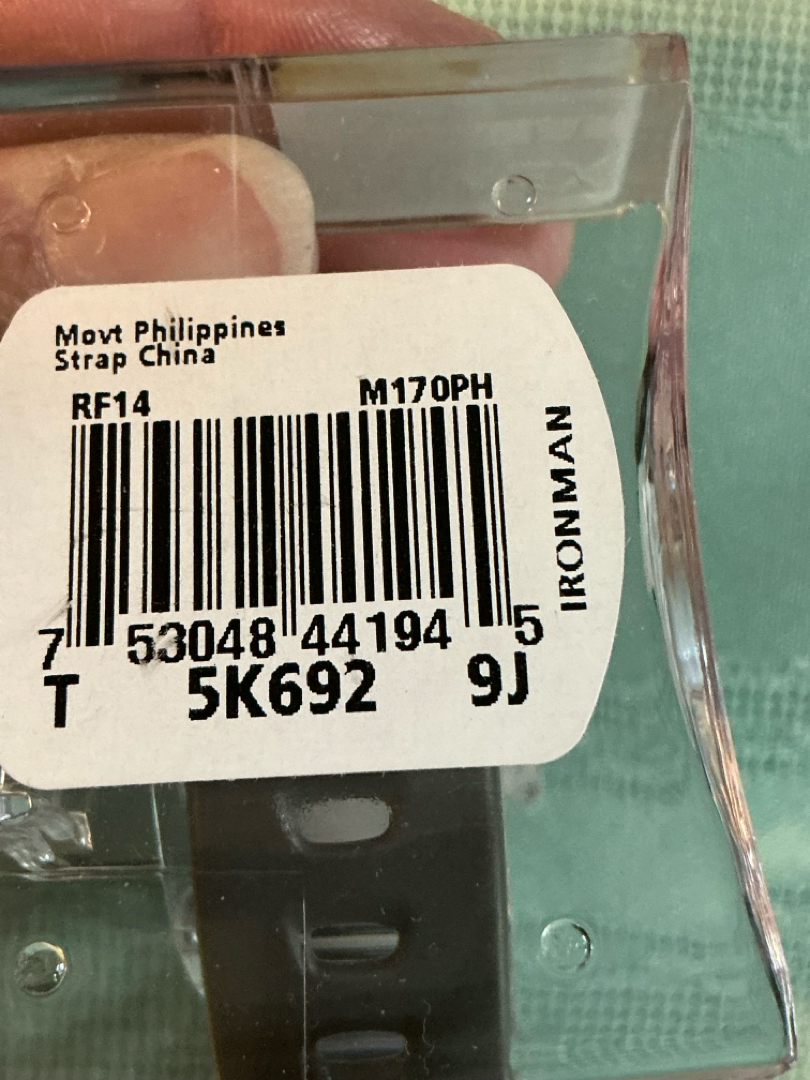 Movt Philippines
Strap China
RF14 M170PH
IRONMAN
7 53048 44194 5
T 5K692 9J